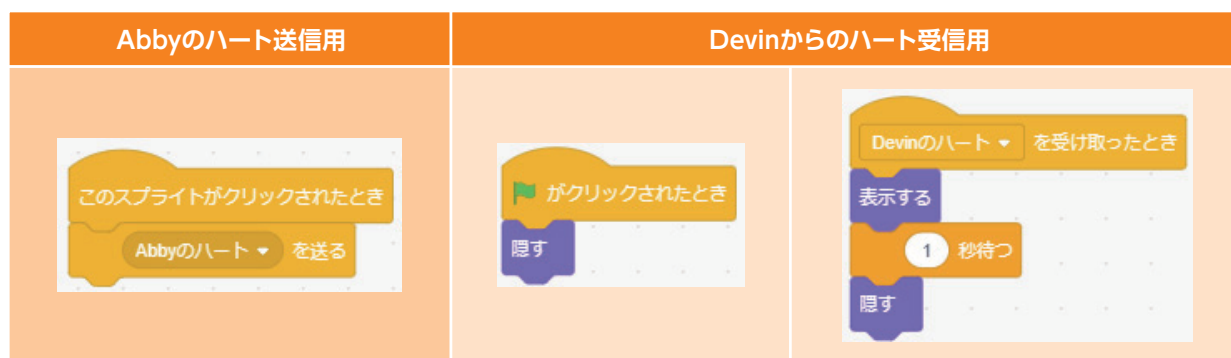 Abbyのハート送信用
Devinからのハート受信用
このスプライトがクリックされたとき
Abbyのハート を送る
がクリックされたとき
隠す
Devinのハート を受け取ったとき
表示する
1 秒待つ
隠す